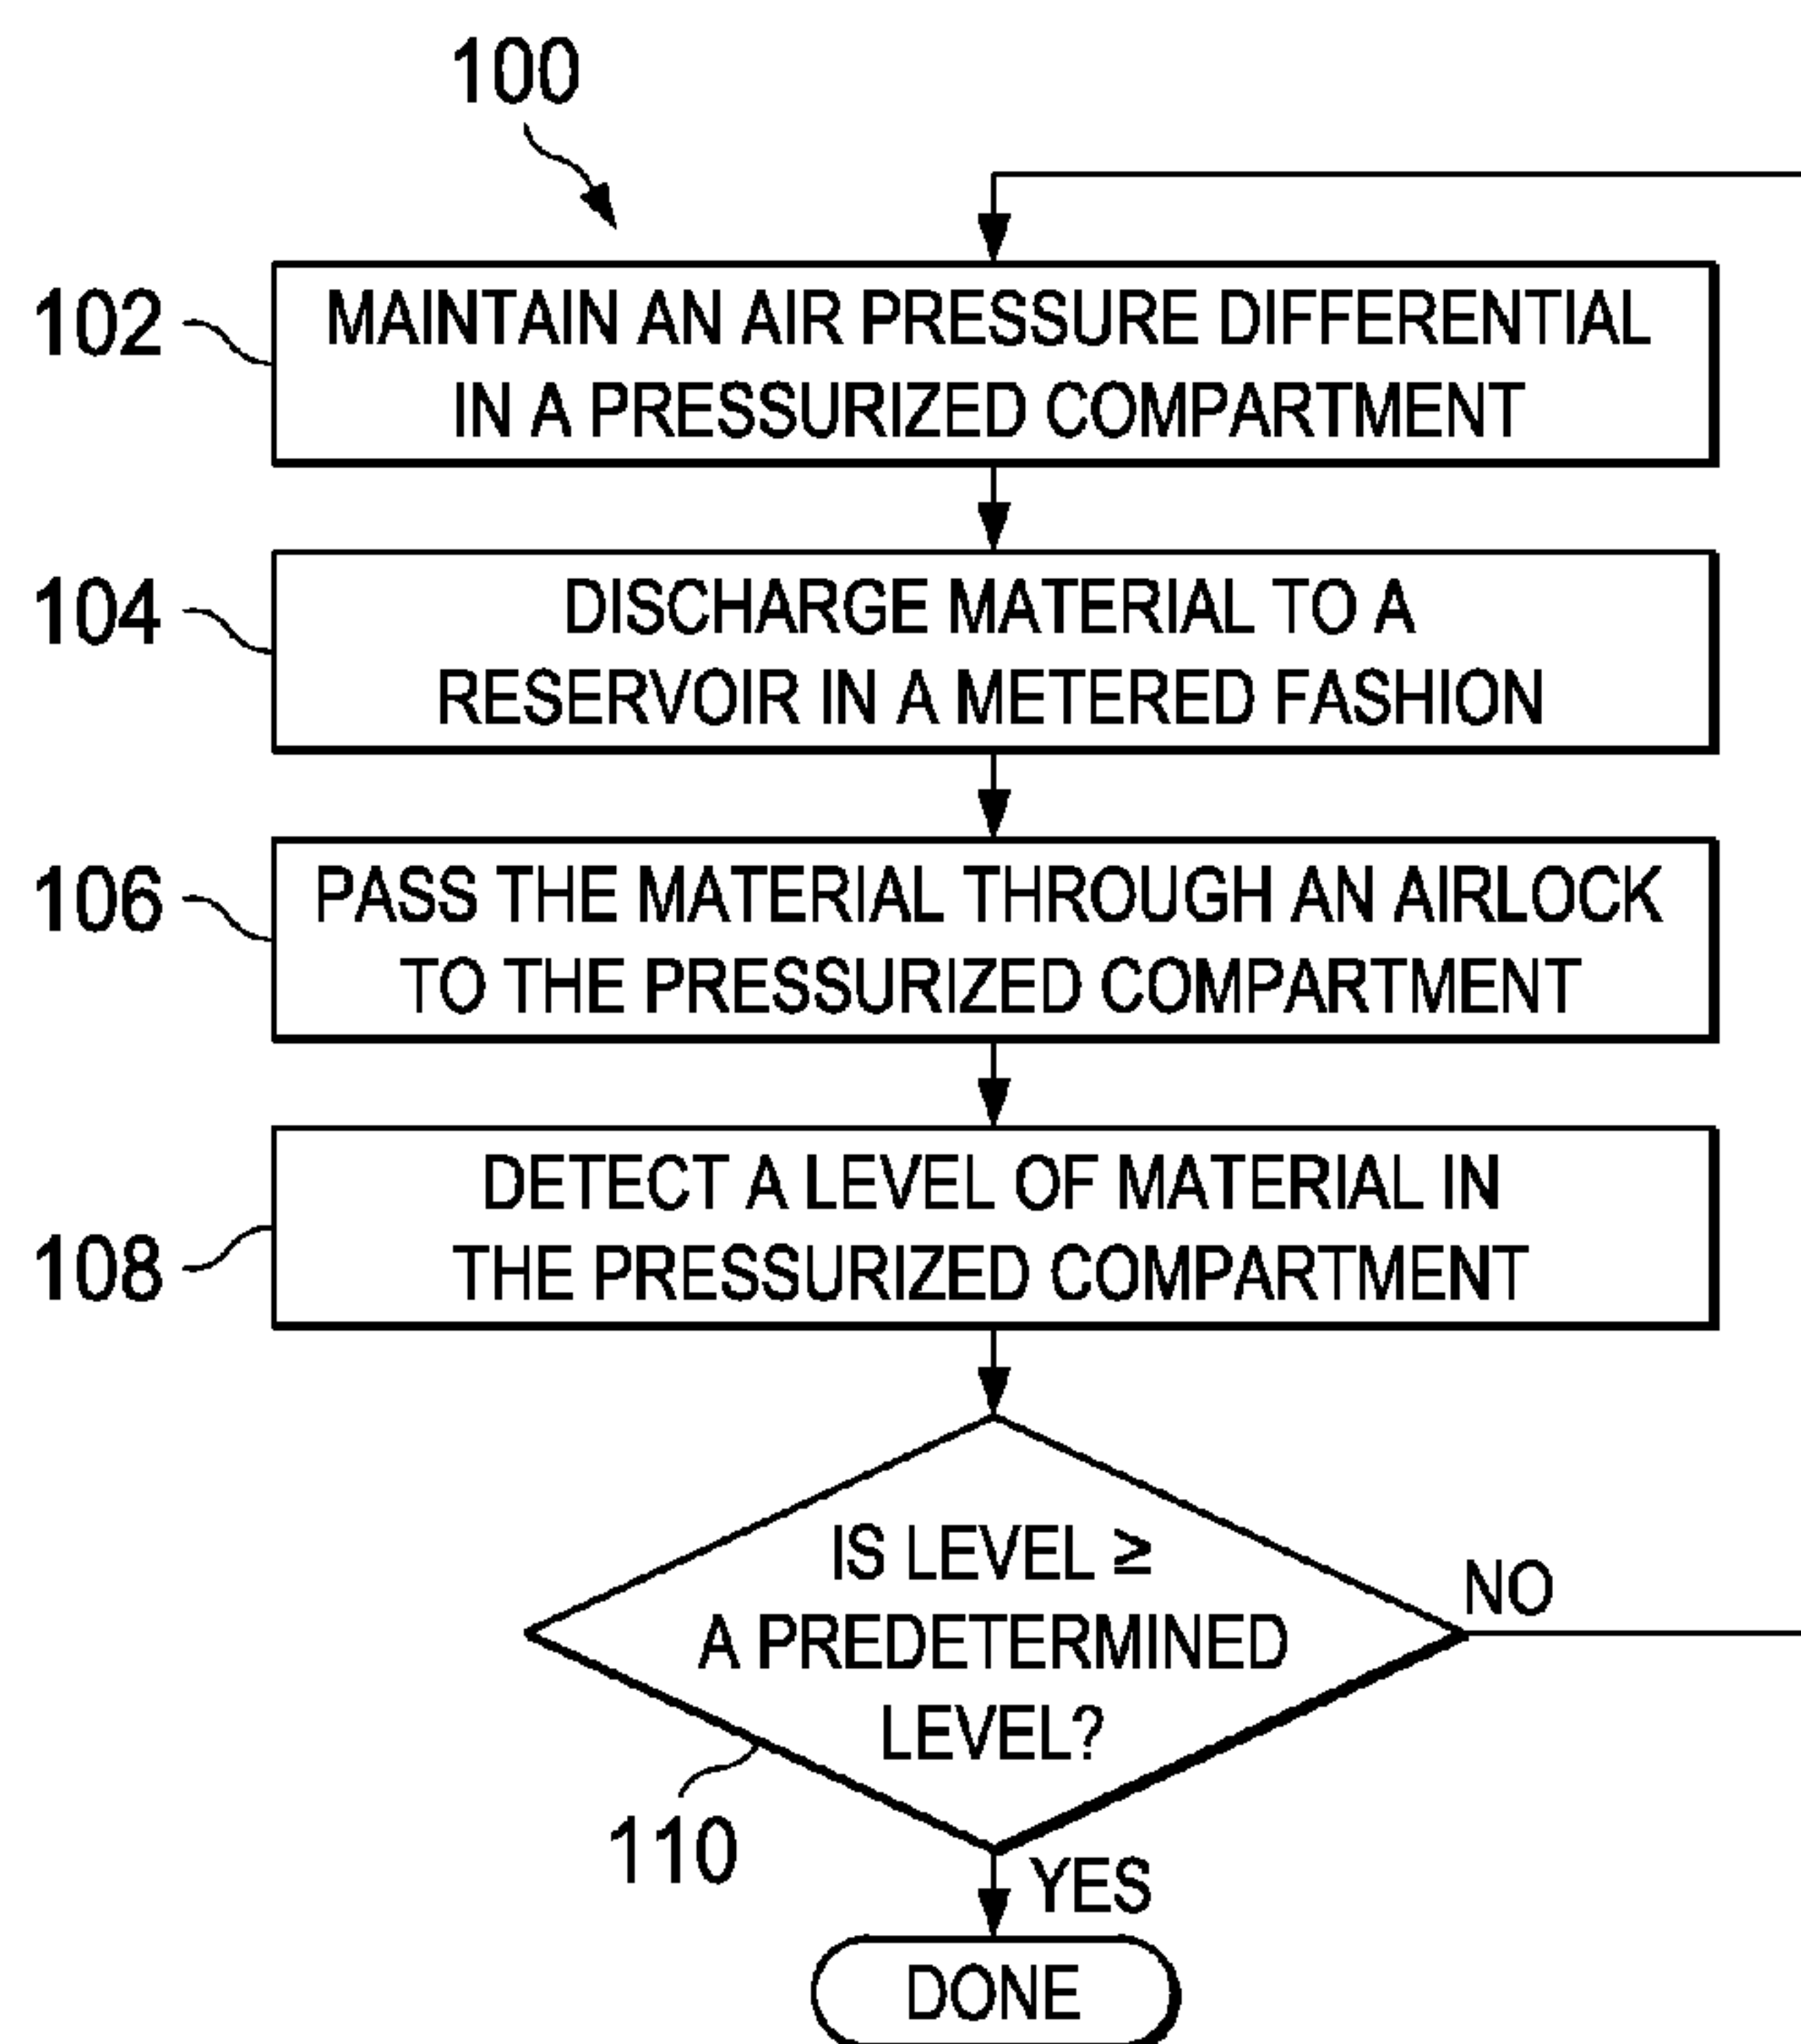 100
102
MAINTAIN AN AIR PRESSURE DIFFERENTIAL
IN A PRESSURIZED COMPARTMENT
104
DISCHARGE MATERIAL TO A
RESERVOIR IN A METERED FASHION
106
PASS THE MATERIAL THROUGH AN AIRLOCK
TO THE PRESSURIZED COMPARTMENT
108
DETECT A LEVEL OF MATERIAL IN
THE PRESSURIZED COMPARTMENT
IS LEVEL ≥
A PREDETERMINED
LEVEL?
NO
110
YES
DONE